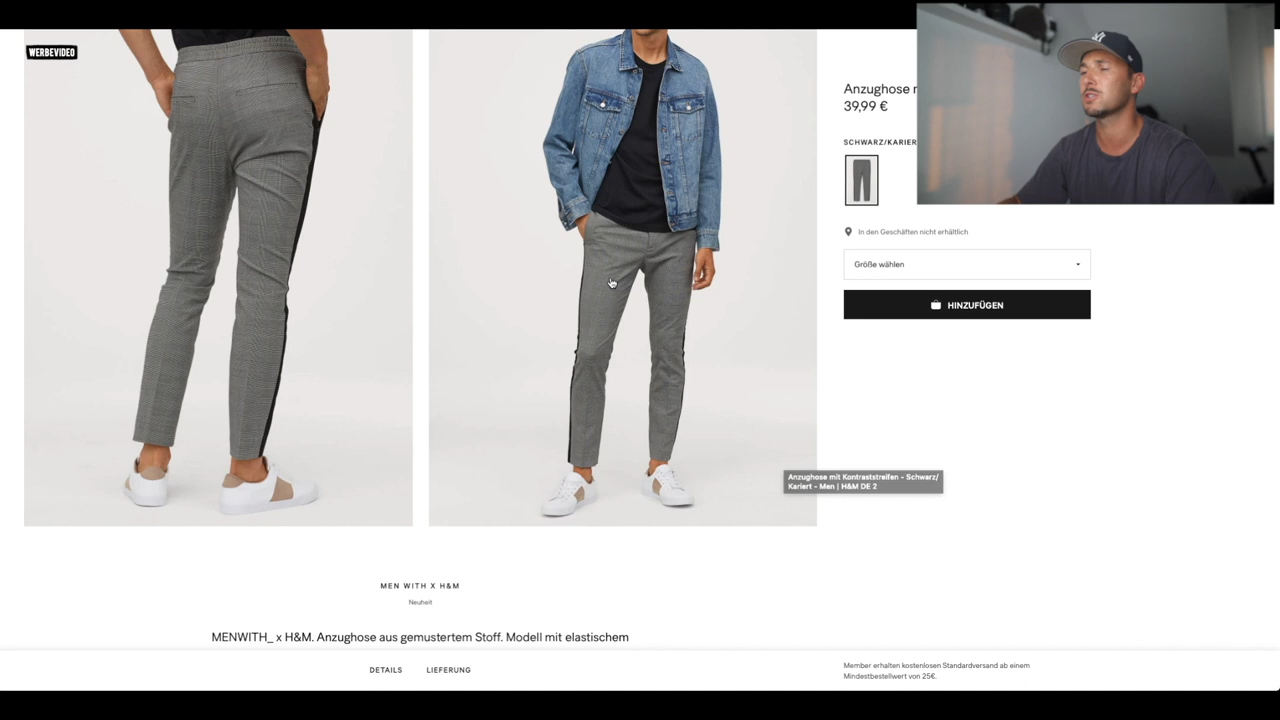 WERBEVIDEO
Anzughose
39,99 €
SCHWARZ/KARIER
In den Geschäften nicht erhältlich
Größe wählen
HINZUFÜGEN
Anzughose mit Kontraststreifen - Schwarz/
Kariert - Men | H&M DE 2
MEN WITH X H&M
Neuheit
MENWITH_ x H&M. Anzughose aus gemustertem Stoff. Modell mit elastischem
DETAILS
LIEFERUNG
Member erhalten kostenlosen Standardversand ab einem
Mindestbestellwert von 25€.